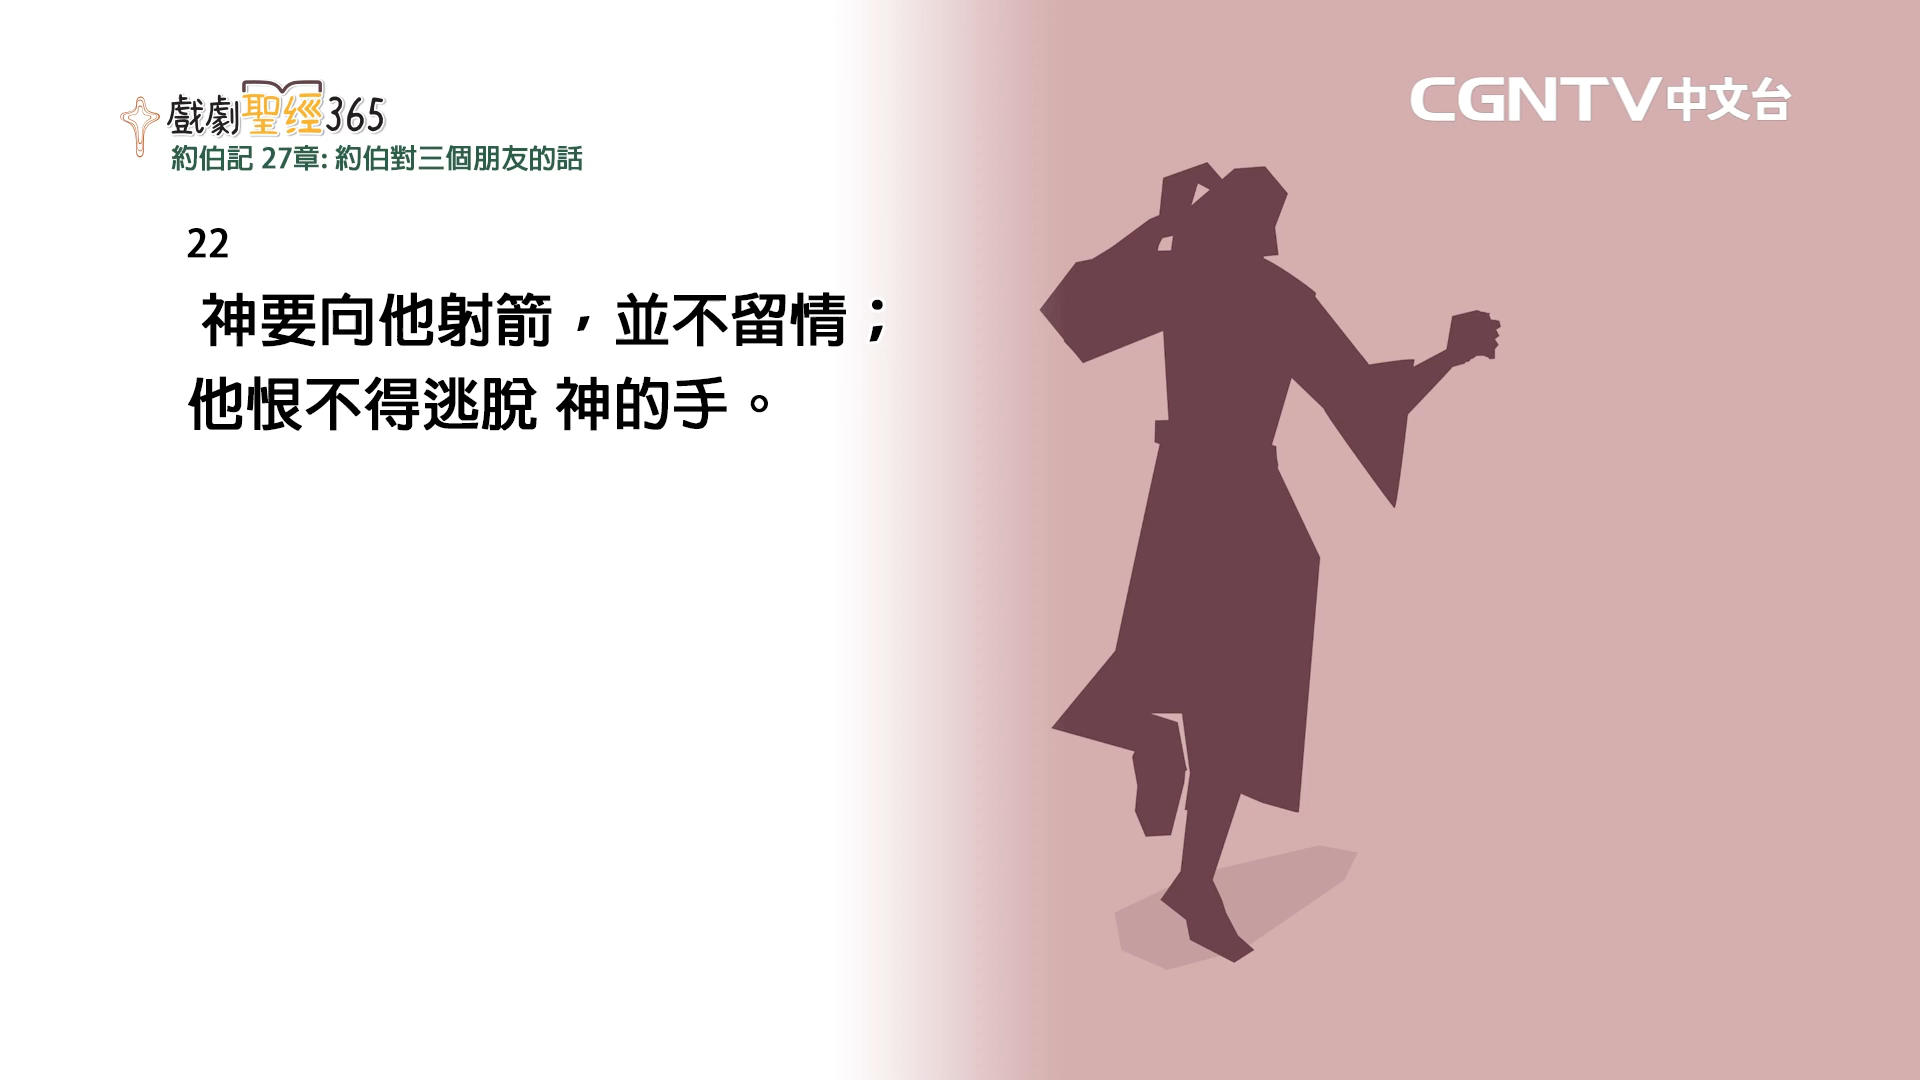 戲劇聖經365
CGNTV中文台
約伯記 27章: 約伯對三個朋友的話
22
神要向他射箭，並不留情；
他恨不得逃脫 神的手。